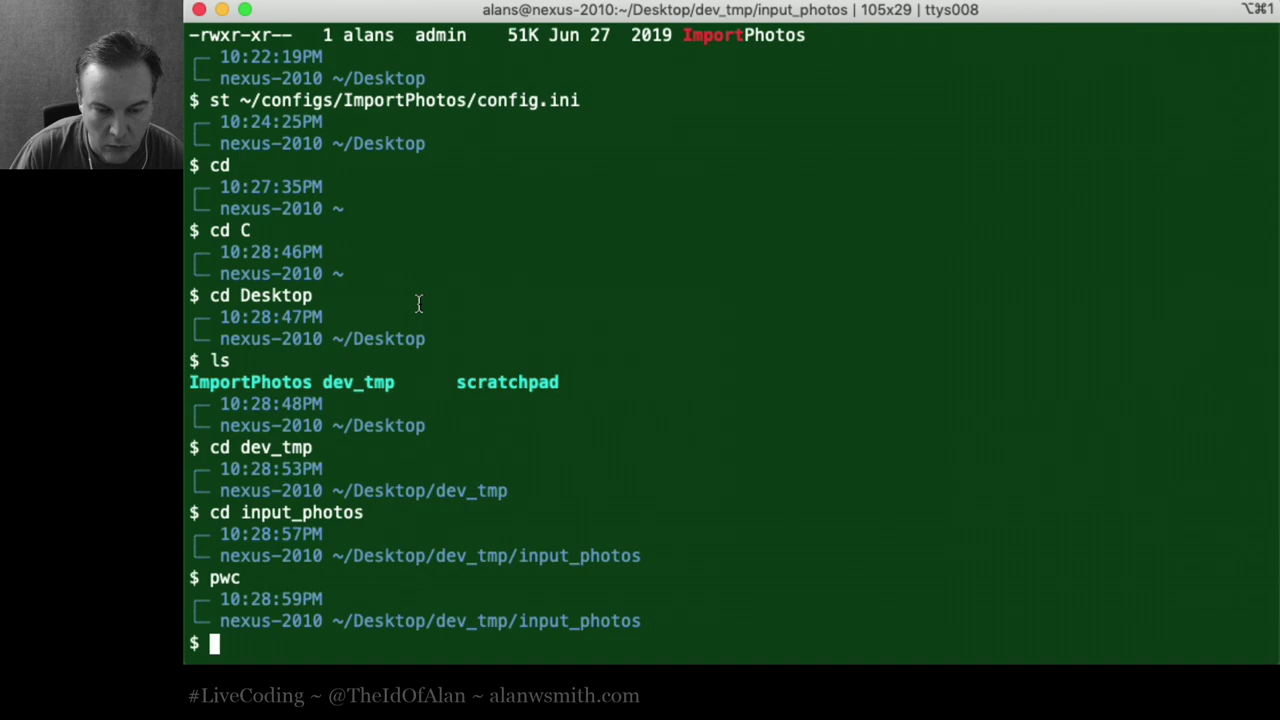 alans@nexus-2010:~/Desktop/dev_tmp/input_photos | 105x29 | ttys008 ⌥⌘1
-rwxr-xr-- 1 alans admin 51K Jun 27 2019 ImportPhotos
10:22:19PM
nexus-2010 ~/Desktop
$ st ~/configs/ImportPhotos/config.ini
10:24:25PM
nexus-2010 ~/Desktop
$ cd
10:27:35PM
nexus-2010 ~
$ cd C
10:28:46PM
nexus-2010 ~
$ cd Desktop
10:28:47PM
nexus-2010 ~/Desktop
$ ls
ImportPhotos dev_tmp scratchpad
10:28:48PM
nexus-2010 ~/Desktop
$ cd dev_tmp
10:28:53PM
nexus-2010 ~/Desktop/dev_tmp
$ cd input_photos
10:28:57PM
nexus-2010 ~/Desktop/dev_tmp/input_photos
$ pwc
10:28:59PM
nexus-2010 ~/Desktop/dev_tmp/input_photos
$
#LiveCoding ~ @TheIdOfAlan ~ alanwsmith.com